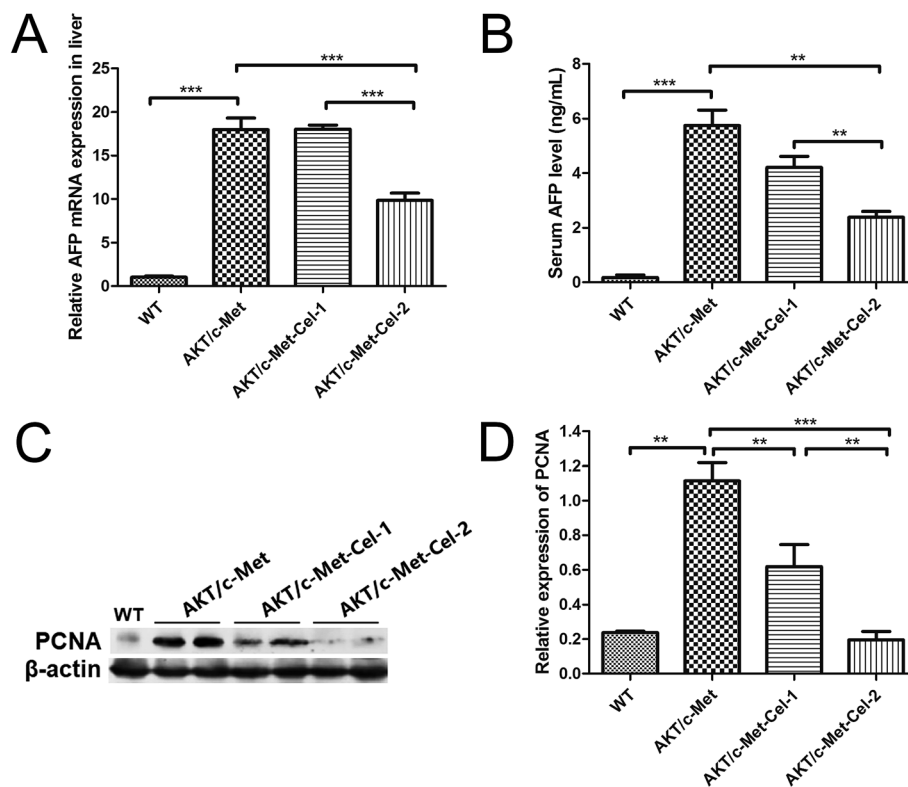 A
Relative AFP mRNA expression in liver
25
20
15
10
5
0
***
***
***
WT
AKT/c-Met
AKT/c-Met-Cel-1
AKT/c-Met-Cel-2
B
Serum AFP level (ng/mL)
8
6
4
2
0
**
***
**
WT
AKT/c-Met
AKT/c-Met-Cel-1
AKT/c-Met-Cel-2
C
WT
AKT/c-Met
AKT/c-Met-Cel-1
AKT/c-Met-Cel-2
PCNA
β-actin
D
Relative expression of PCNA
1.4
1.2
1.0
0.8
0.6
0.4
0.2
0.0
***
**
**
**
WT
AKT/c-Met
AKT/c-Met-Cel-1
AKT/c-Met-Cel-2